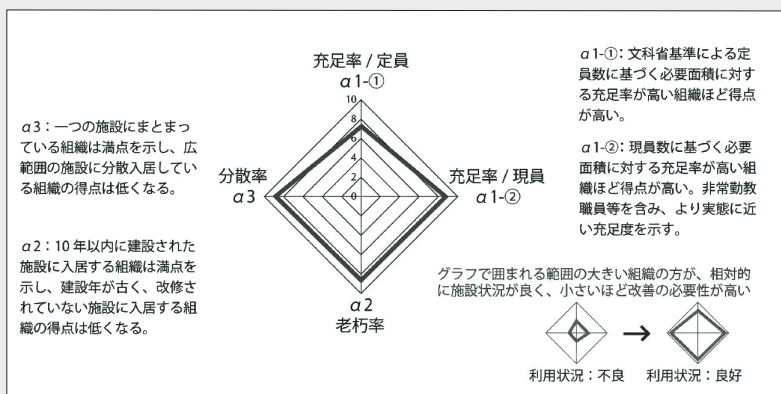 充足率 / 定員
α1-①
10
8
6
4
2
0
分散率
α3
充足率 / 現員
α1-②
α2
老朽率
α3：一つの施設にまとまっ
ている組織は満点を示し、広
範囲の施設に分散入居してい
る組織の得点は低くなる。
α2：10 年以内に建設された
施設に入居する組織は満点を
示し、建設年が古く、改修さ
れていない施設に入居する組
織の得点は低くなる。
α1-①：文科省基準による定
員数に基づく必要面積に対す
る充足率が高い組織ほど得点
が高い。
α1-②：現員数に基づく必要
面積に対する充足率が高い組
織ほど得点が高い。非常勤教
職員等を含み、より実態に近
い充足度を示す。
グラフで囲まれる範囲の大きい組織の方が、相対的
に施設状況が良く、小さいほど改善の必要性が高い
利用状況：不良
利用状況：良好